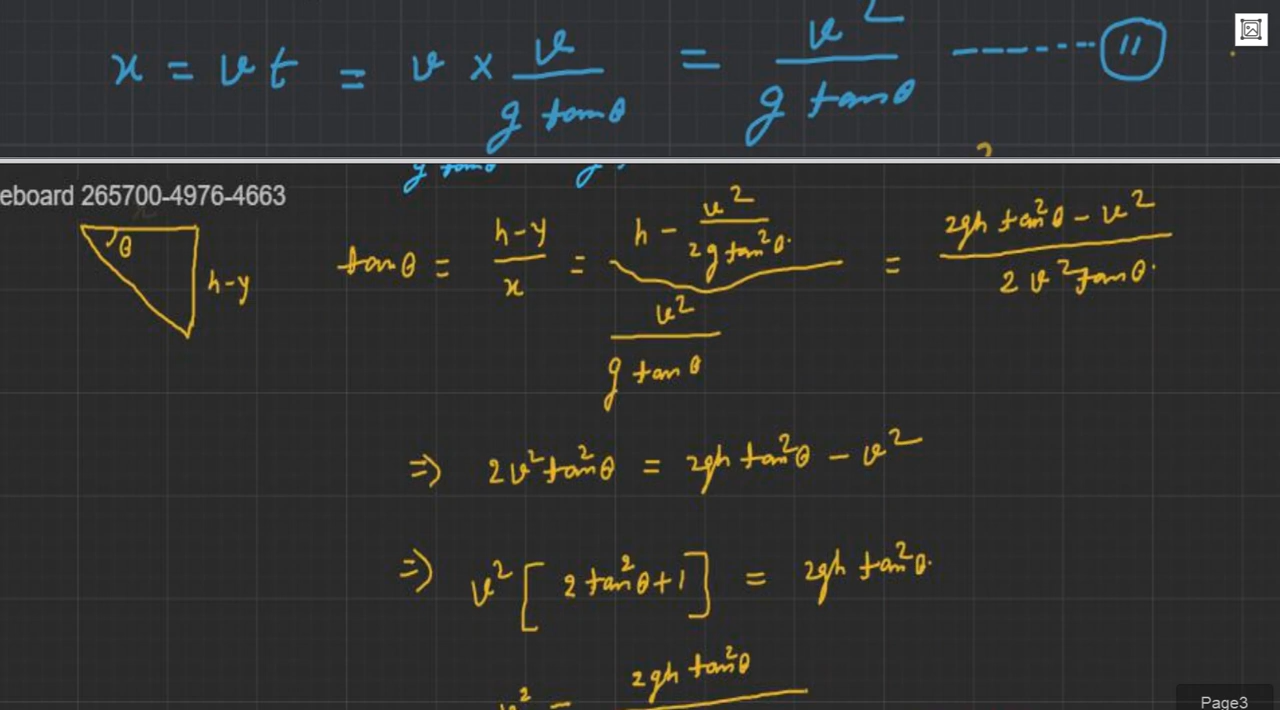 x = vt = v × v/(g tanθ) = v²/(g tanθ) ------- (11)
eboard 265700-4976-4663
θ
h-y
tanθ = (h-y)/x = (h - v²/(2g tan²θ))/(v²/(g tanθ)) = (2gh tan²θ - v²)/(2v² tanθ)
=> 2v² tan²θ = 2gh tan²θ - v²
=> v² [2 tan²θ + 1] = 2gh tan²θ
v² = 2gh tan²θ
Page3